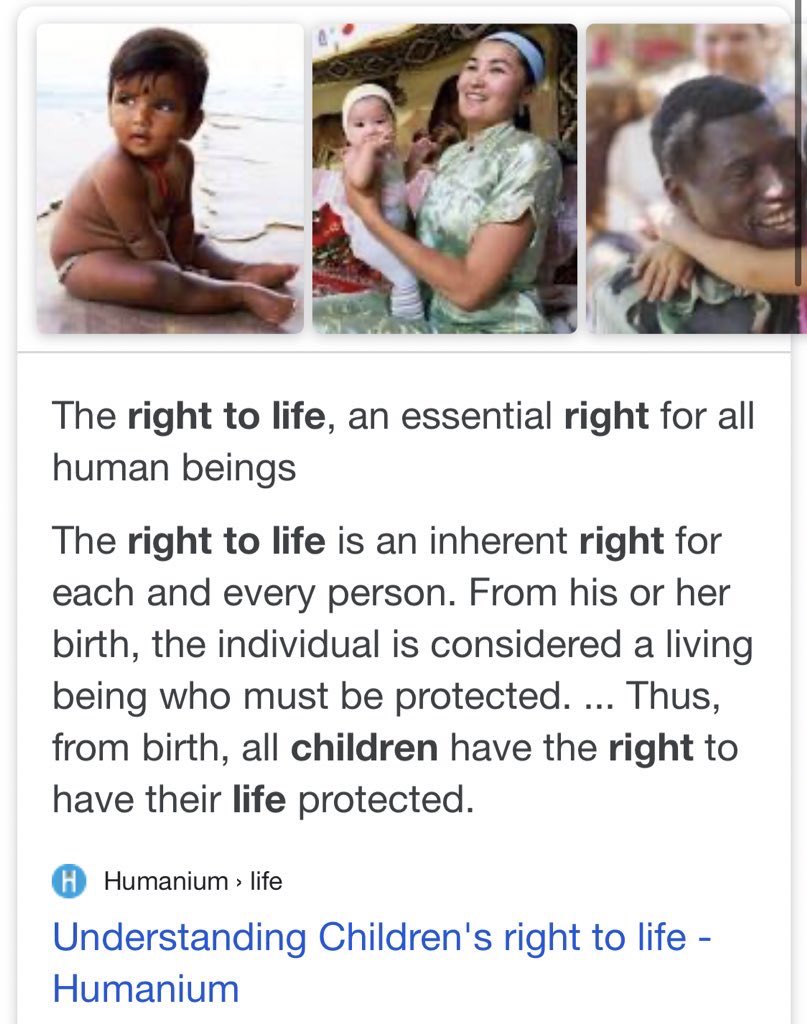 The right to life, an essential right for all
human beings
The right to life is an inherent right for
each and every person. From his or her
birth, the individual is considered a living
being who must be protected. ... Thus,
from birth, all children have the right to
have their life protected.
H
Humanium › life
Understanding Children's right to life -
Humanium